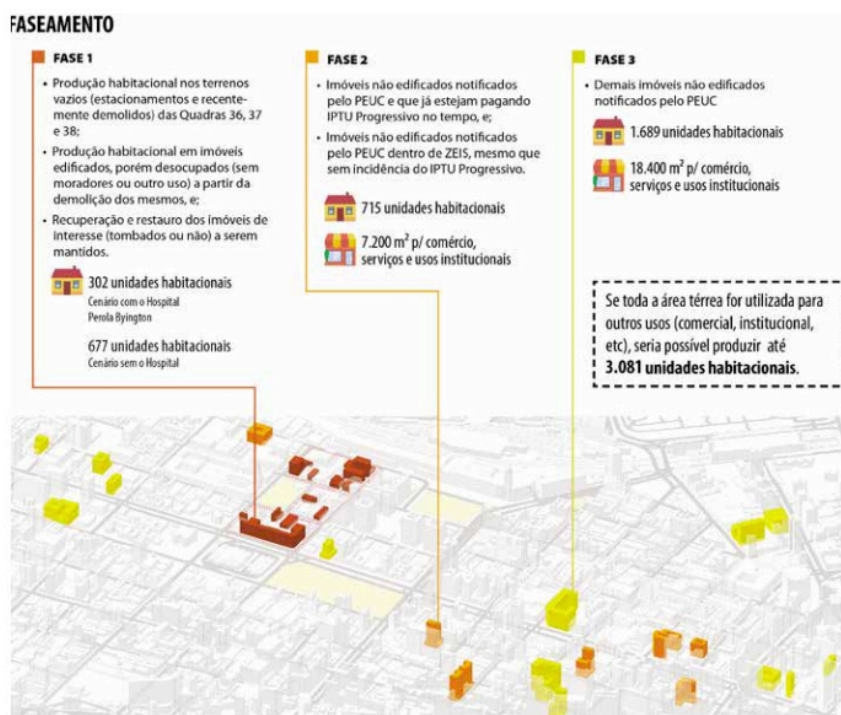 FASEAMENTO
FASE 1
• Produção habitacional nos terrenos
vazios (estacionamentos e recente-
mente demolidos) das Quadras 36, 37
e 38;
• Produção habitacional em imóveis
edificados, porém desocupados (sem
moradores ou outro uso) a partir da
demolição dos mesmos, e;
• Recuperação e restauro dos imóveis de
interesse (tombados ou não) a serem
mantidos.
302 unidades habitacionais
Cenário com o Hospital
Perola Byington
677 unidades habitacionais
Cenário sem o Hospital
FASE 2
• Imóveis não edificados notificados
pelo PEUC e que já estejam pagando
IPTU Progressivo no tempo, e;
• Imóveis não edificados notificados
pelo PEUC dentro de ZEIS, mesmo que
sem incidência do IPTU Progressivo.
715 unidades habitacionais
7.200 m² p/ comércio,
serviços e usos institucionais
FASE 3
• Demais imóveis não edificados
notificados pelo PEUC
1.689 unidades habitacionais
18.400 m² p/ comércio,
serviços e usos institucionais
Se toda a área térrea for utilizada para
outros usos (comercial, institucional,
etc), seria possível produzir até
3.081 unidades habitacionais.